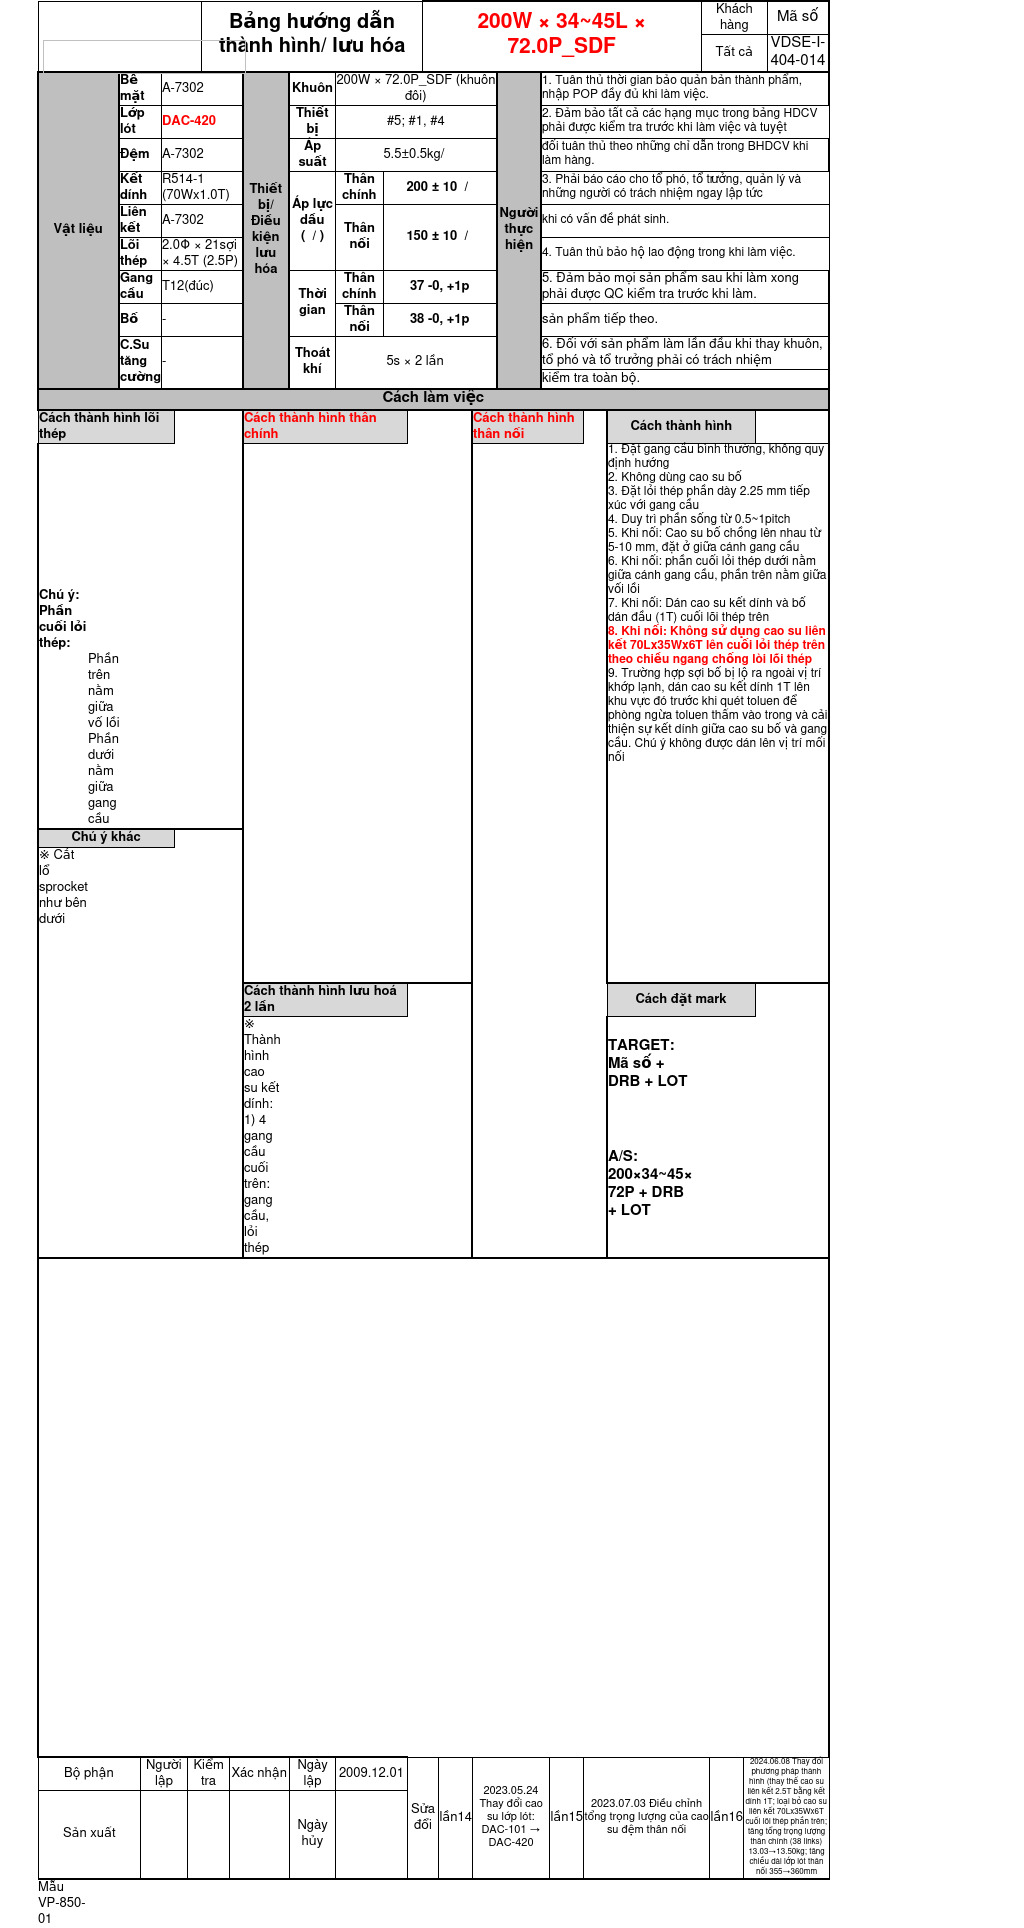 Bảng hướng dẫn
thành hình/ lưu hóa
200W × 34~45L ×
72.0P_SDF
Khách
hàng
Mã số
Tất cả
VDSE-I-
404-014
Vật liệu
Bề
mặt
A-7302
Lớp
lót
DAC-420
Đệm
A-7302
Kết
dính
R514-1
(70Wx1.0T)
Liên
kết
A-7302
Lõi
thép
2.0Φ × 21sợi
× 4.5T (2.5P)
Gang
cầu
T12(đúc)
Bố
-
C.Su
tăng
cường
-
Thiết
bị/
Điều
kiện
lưu
hóa
Khuôn
200W × 72.0P_SDF (khuôn
đôi)
Thiết
bị
#5; #1, #4
Áp
suất
5.5±0.5kg/
Áp lực
dầu
( / )
Thân
chính
200 ± 10 /
Thân
nối
150 ± 10 /
Thời
gian
Thân
chính
37 -0, +1p
Thân
nối
38 -0, +1p
Thoát
khí
5s × 2 lần
Người
thực
hiện
1. Tuân thủ thời gian bảo quản bán thành phẩm,
nhập POP đầy đủ khi làm việc.
2. Đảm bảo tất cả các hạng mục trong bảng HDCV
phải được kiểm tra trước khi làm việc và tuyệt
đối tuân thủ theo những chỉ dẫn trong BHDCV khi
làm hàng.
3. Phải báo cáo cho tổ phó, tổ tưởng, quản lý và
những người có trách nhiệm ngay lập tức
khi có vấn đề phát sinh.
4. Tuân thủ bảo hộ lao động trong khi làm việc.
5. Đảm bảo mọi sản phẩm sau khi làm xong
phải được QC kiểm tra trước khi làm.
sản phẩm tiếp theo.
6. Đối với sản phẩm làm lần đầu khi thay khuôn,
tổ phó và tổ trưởng phải có trách nhiệm
kiểm tra toàn bộ.
Cách làm việc
Cách thành hình lõi
thép
Cách thành hình thân
chính
Cách thành hình
thân nối
Cách thành hình
1. Đặt gang cầu bình thường, không quy
định hướng
2. Không dùng cao su bố
3. Đặt lỏi thép phần dày 2.25 mm tiếp
xúc với gang cầu
4. Duy trì phần sống từ 0.5~1pitch
5. Khi nối: Cao su bố chồng lên nhau từ
5-10 mm, đặt ở giữa cánh gang cầu
6. Khi nối: phần cuối lỏi thép dưới nằm
giữa cánh gang cầu, phần trên nằm giữa
vối lồi
7. Khi nối: Dán cao su kết dính và bố
dán đầu (1T) cuối lõi thép trên
8. Khi nối: Không sử dụng cao su liên
kết 70Lx35Wx6T lên cuối lỏi thép trên
theo chiều ngang chống lòi lõi thép
9. Trường hợp sợi bố bị lộ ra ngoài vị trí
khớp lạnh, dán cao su kết dính 1T lên
khu vực đó trước khi quét toluen để
phòng ngừa toluen thấm vào trong và cải
thiện sự kết dính giữa cao su bố và gang
cầu. Chú ý không được dán lên vị trí mối
nối
Chú ý:
Phần
cuối lỏi
thép:
Phần
trên
nằm
giữa
vố lồi
Phần
dưới
nằm
giữa
gang
cầu
Chú ý khác
※ Cắt
lổ
sprocket
như bên
dưới
Cách thành hình lưu hoá
2 lần
※
Thành
hình
cao
su kết
dính:
1) 4
gang
cầu
cuối
trên:
gang
cầu,
lỏi
thép
Cách đặt mark
TARGET:
Mã số +
DRB + LOT
A/S:
200×34~45×
72P + DRB
+ LOT
Bộ phận
Người
lập
Kiểm
tra
Xác nhận
Ngày
lập
2009.12.01
Sản xuất
Ngày
hủy
Sửa
đổi
lần14
2023.05.24
Thay đổi cao
su lớp lót:
DAC-101 →
DAC-420
lần15
2023.07.03 Điều chỉnh
tổng trọng lượng của cao
su đệm thân nối
lần16
2024.06.08 Thay đổi
phương pháp thành
hình (thay thế cao su
liên kết 2.5T bằng kết
dính 1T; loại bỏ cao su
liên kết 70Lx35Wx6T
cuối lõi thép phần trên;
tăng tổng trọng lượng
thân chính (38 links)
13.03→13.50kg; tăng
chiều dài lớp lót thân
nối 355→360mm
Mẫu
VP-850-
01